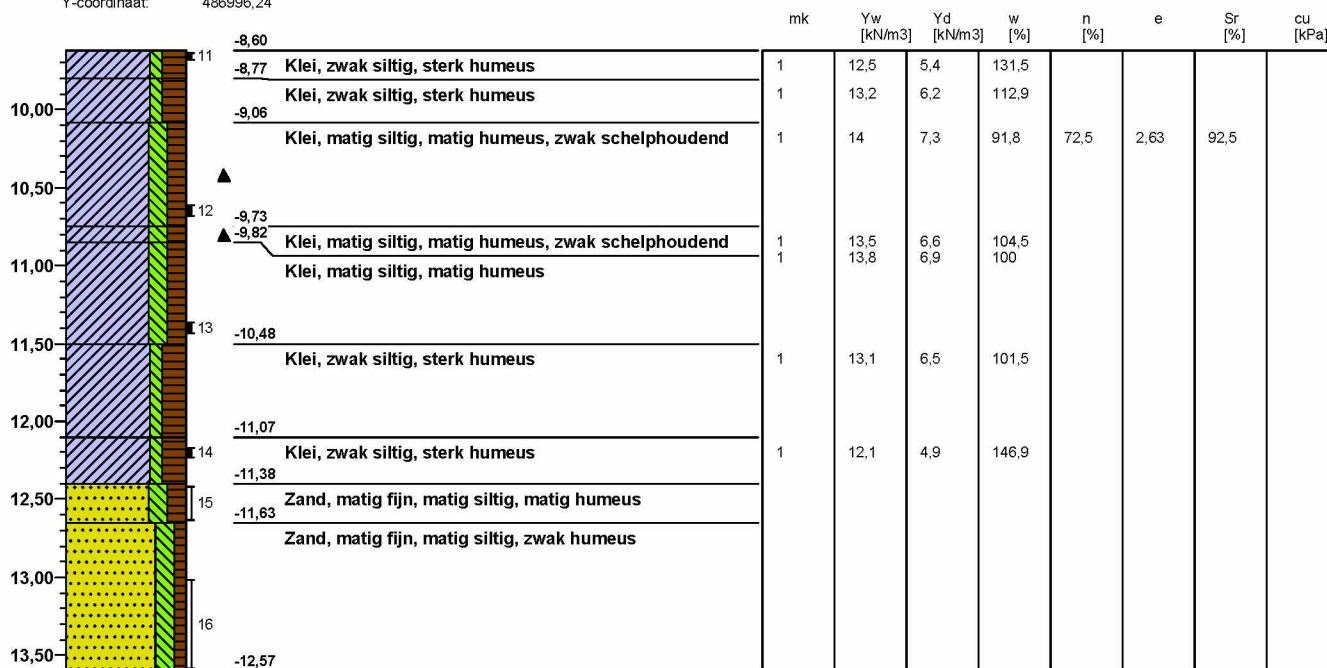 Y-coordinaat: 486996,24
mk Yw Yd w n e Sr cu
[kN/m3] [kN/m3] [%] [%] [%] [kPa]
-8,60
11
Klei, zwak siltig, sterk humeus 1 12,5 5,4 131,5
-8,77
Klei, zwak siltig, sterk humeus 1 13,2 6,2 112,9
10,00
-9,06
Klei, matig siltig, matig humeus, zwak schelphoudend 1 14 7,3 91,8 72,5 2,63 92,5
10,50
12
-9,73
-9,82
Klei, matig siltig, matig humeus, zwak schelphoudend 1 13,5 6,6 104,5
11,00
1 13,8 6,9 100
Klei, matig siltig, matig humeus
13
-10,48
11,50
Klei, zwak siltig, sterk humeus 1 13,1 6,5 101,5
12,00
-11,07
14
Klei, zwak siltig, sterk humeus 1 12,1 4,9 146,9
-11,38
12,50
15
Zand, matig fijn, matig siltig, matig humeus
-11,63
Zand, matig fijn, matig siltig, zwak humeus
13,00
16
13,50
-12,57